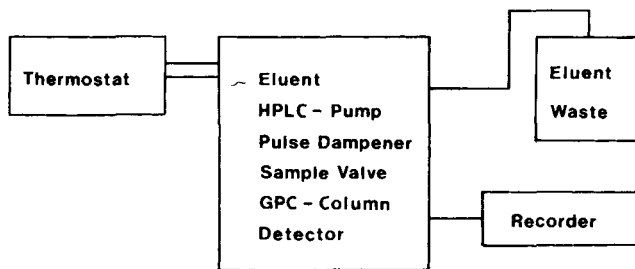 Thermostat
Eluent
HPLC - Pump
Pulse Dampener
Sample Valve
GPC - Column
Detector
Eluent
Waste
Recorder